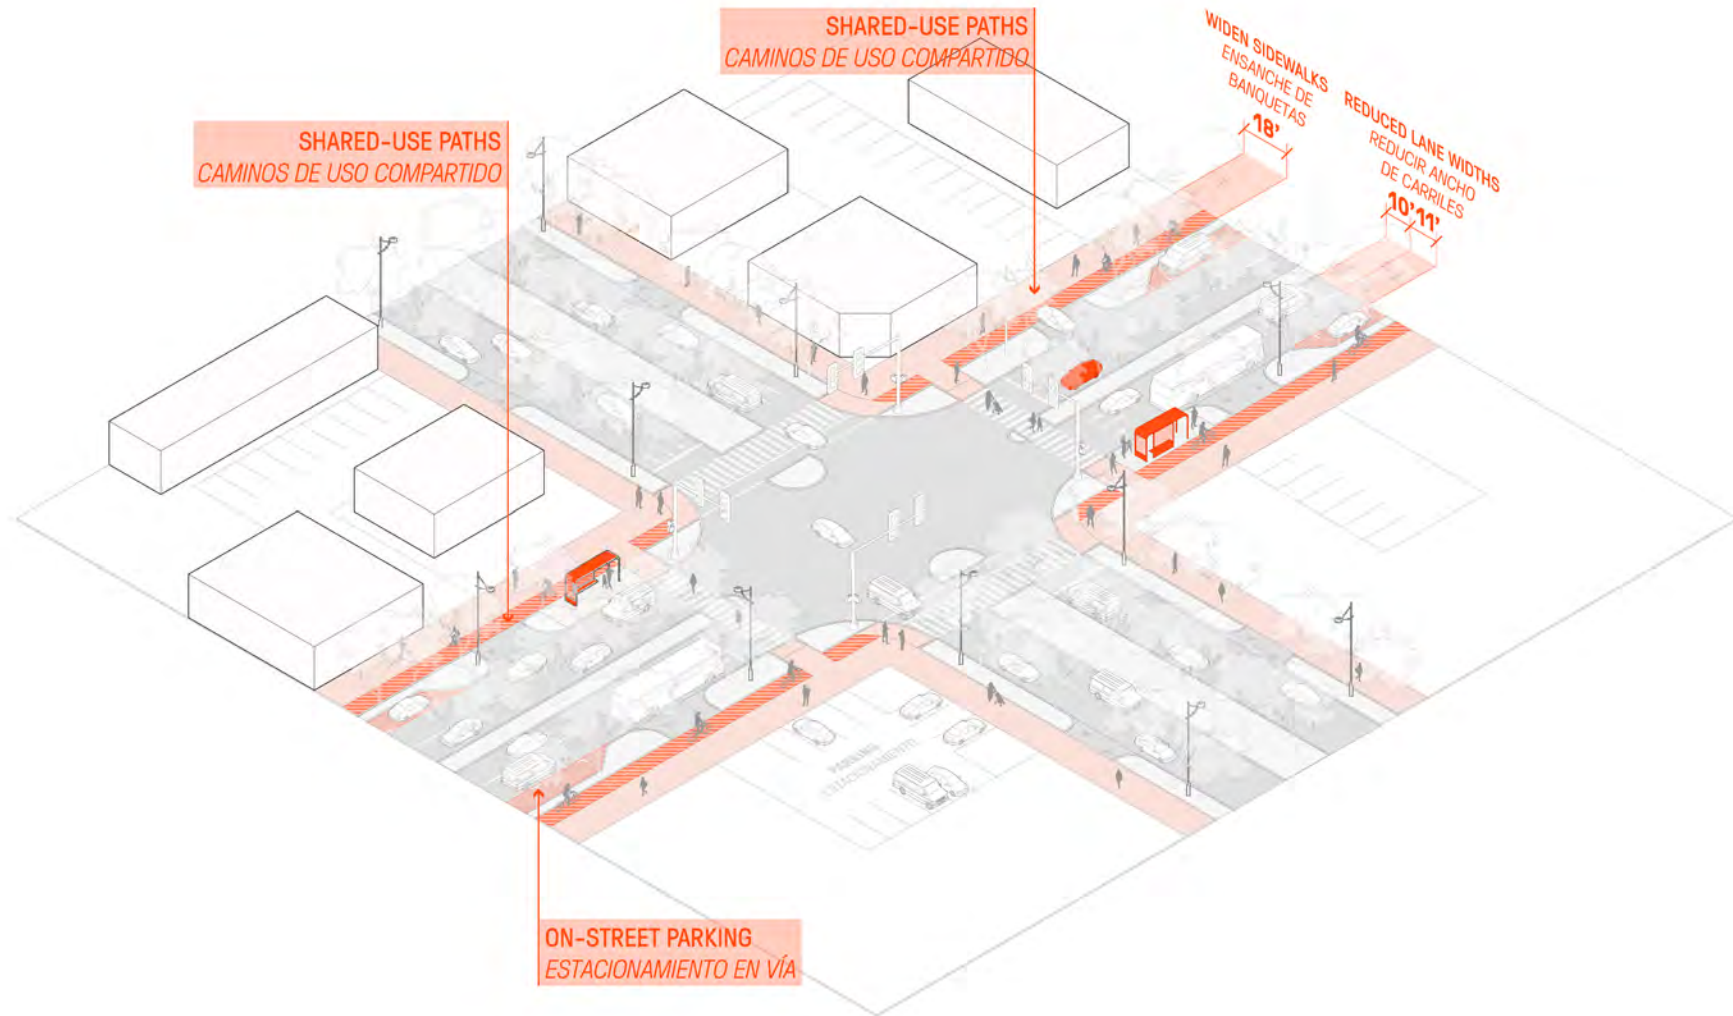 SHARED-USE PATHS
CAMINOS DE USO COMPARTIDO
SHARED-USE PATHS
CAMINOS DE USO COMPARTIDO
WIDEN SIDEWALKS
ENSANCHE DE
BANQUETAS
18'
REDUCED LANE WIDTHS
REDUCIR ANCHO
DE CARRILES
10' 11'
PARKING
ESTACIONAMIENTO
ON-STREET PARKING
ESTACIONAMIENTO EN VÍA